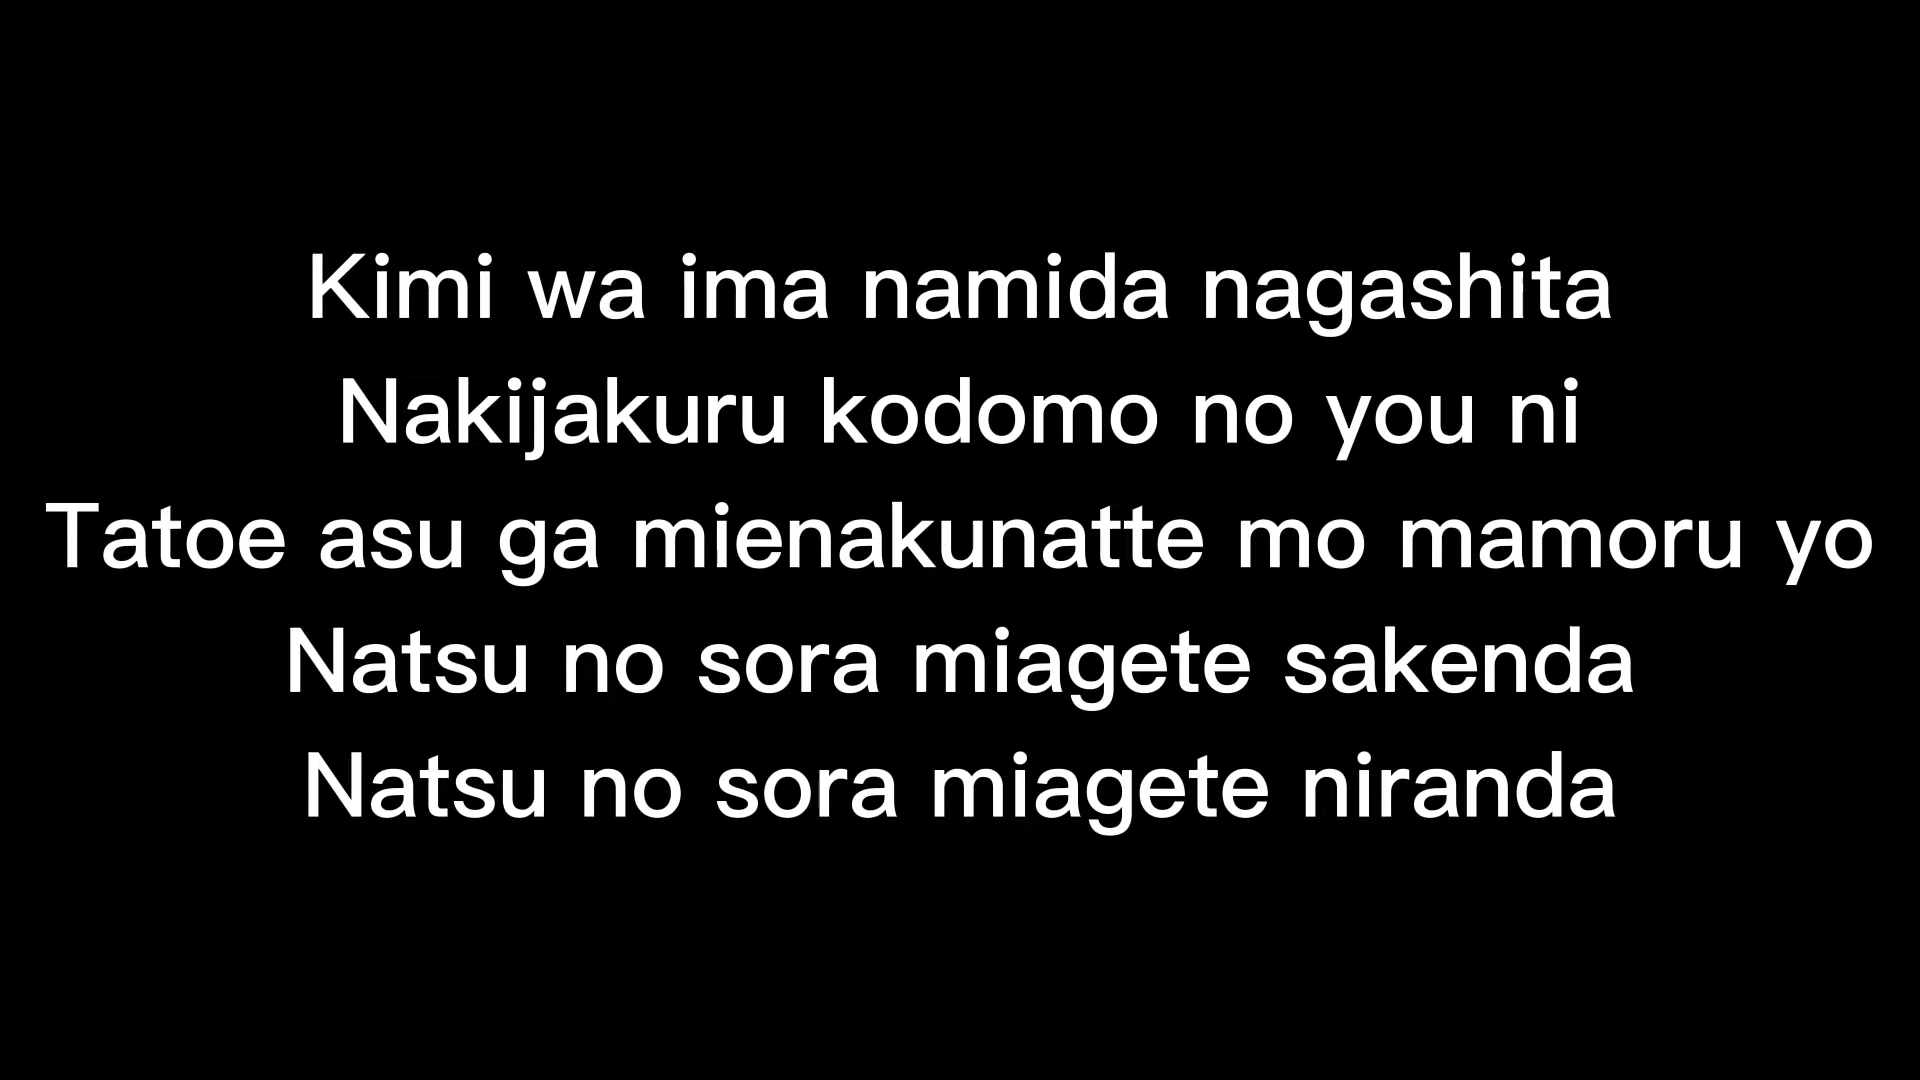 Kimi wa ima namida nagashita
Nakijakuru kodomo no you ni
Tatoe asu ga mienakunatte mo mamoru yo
Natsu no sora miagete sakenda
Natsu no sora miagete niranda